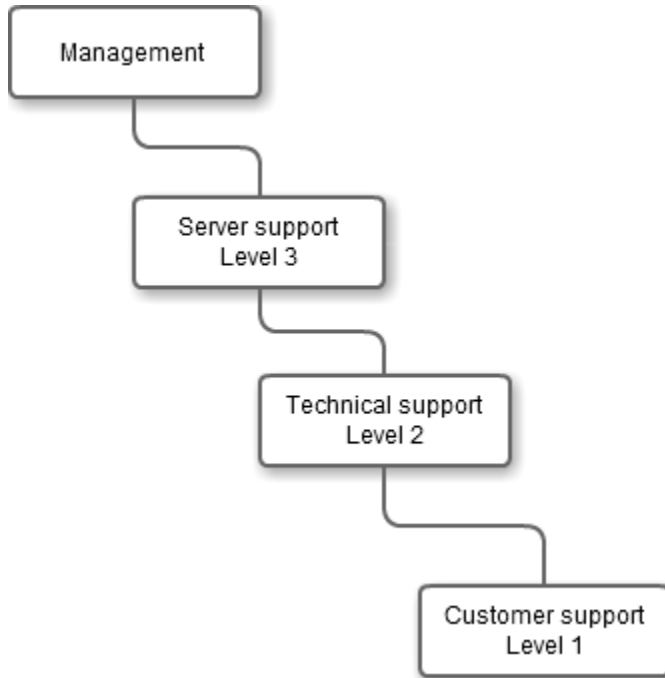 Management
Server support
Level 3
Technical support
Level 2
Customer support
Level 1